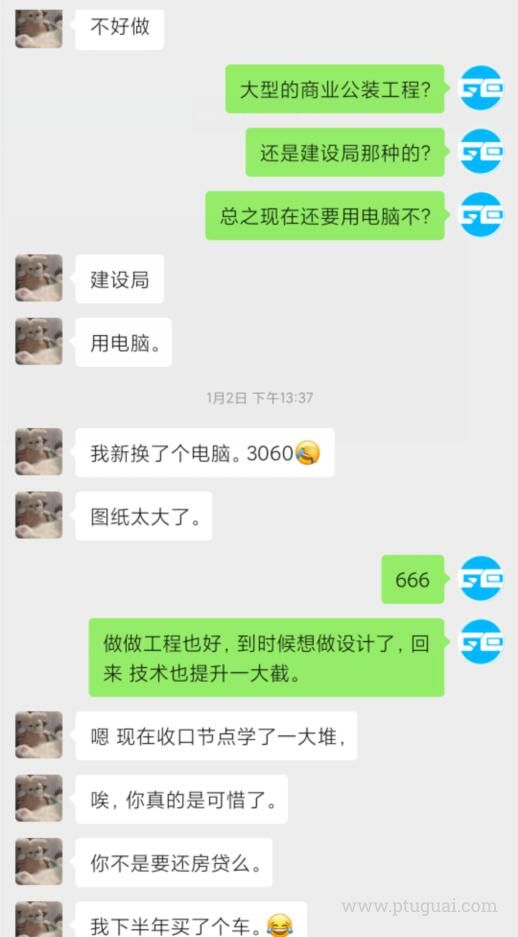 不好做
大型的商业公装工程?
还是建设局那种的?
总之现在还要用电脑不?
建设局
用电脑。
1月2日 下午13:37
我新换了个电脑。3060😂
图纸太大了。
666
做做工程也好, 到时候想做设计了, 回
来 技术也提升一大截。
嗯 现在收口节点学了一大堆,
唉, 你真的是可惜了。
你不是要还房贷么。
www.ptuguai.com
我下半年买了个车。😂